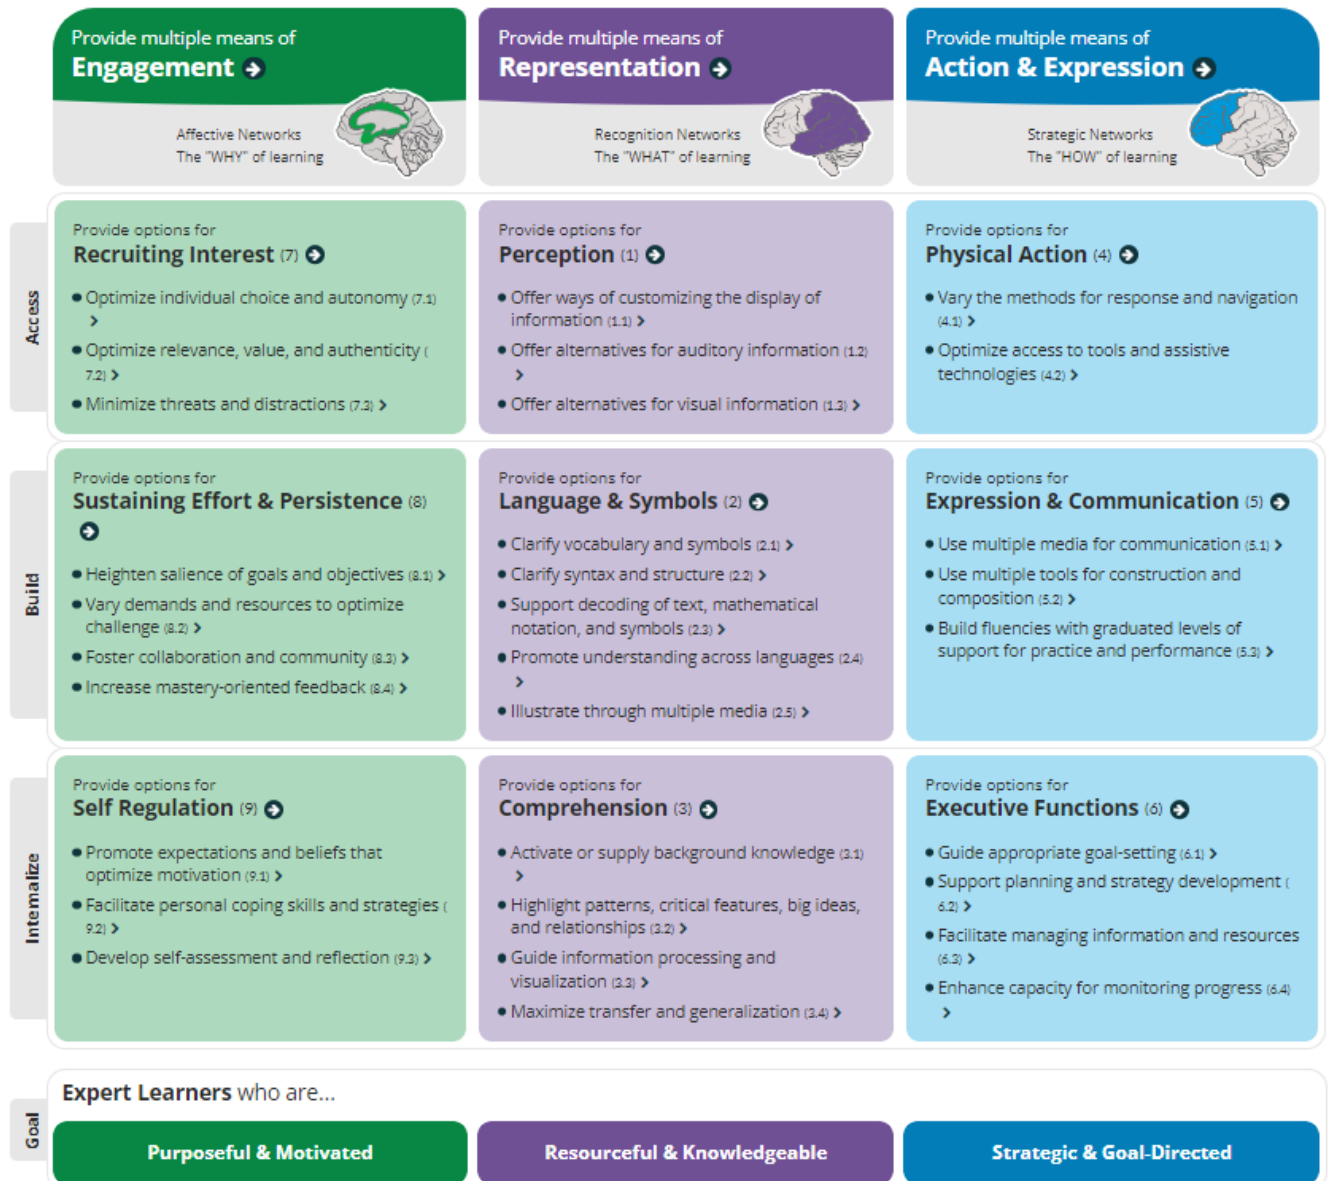 Provide multiple means of
Engagement
Affective Networks
The "WHY" of learning
Provide multiple means of
Representation
Recognition Networks
The "WHAT" of learning
Provide multiple means of
Action & Expression
Strategic Networks
The "HOW" of learning
Access
Provide options for
Recruiting Interest (7)
• Optimize individual choice and autonomy (7.1)
>
• Optimize relevance, value, and authenticity (
7.2) >
• Minimize threats and distractions (7.3) >
Provide options for
Perception (1)
• Offer ways of customizing the display of
information (1.1) >
• Offer alternatives for auditory information (1.2)
>
• Offer alternatives for visual information (1.3) >
Provide options for
Physical Action (4)
• Vary the methods for response and navigation
(4.1) >
• Optimize access to tools and assistive
technologies (4.2) >
Build
Provide options for
Sustaining Effort & Persistence (8)
• Heighten salience of goals and objectives (8.1) >
• Vary demands and resources to optimize
challenge (8.2) >
• Foster collaboration and community (8.3) >
• Increase mastery-oriented feedback (8.4) >
Provide options for
Language & Symbols (2)
• Clarify vocabulary and symbols (2.1) >
• Clarify syntax and structure (2.2) >
• Support decoding of text, mathematical
notation, and symbols (2.3) >
• Promote understanding across languages (2.4)
>
• Illustrate through multiple media (2.5) >
Provide options for
Expression & Communication (5)
• Use multiple media for communication (5.1) >
• Use multiple tools for construction and
composition (5.2) >
• Build fluencies with graduated levels of
support for practice and performance (5.3) >
Internalize
Provide options for
Self Regulation (9)
• Promote expectations and beliefs that
optimize motivation (9.1) >
• Facilitate personal coping skills and strategies (
9.2) >
• Develop self-assessment and reflection (9.3) >
Provide options for
Comprehension (3)
• Activate or supply background knowledge (3.1)
>
• Highlight patterns, critical features, big ideas,
and relationships (3.2) >
• Guide information processing and
visualization (3.3) >
• Maximize transfer and generalization (3.4) >
Provide options for
Executive Functions (6)
• Guide appropriate goal-setting (6.1) >
• Support planning and strategy development (
6.2) >
• Facilitate managing information and resources
(6.3) >
• Enhance capacity for monitoring progress (6.4)
>
Goal
Expert Learners who are...
Purposeful & Motivated
Resourceful & Knowledgeable
Strategic & Goal-Directed